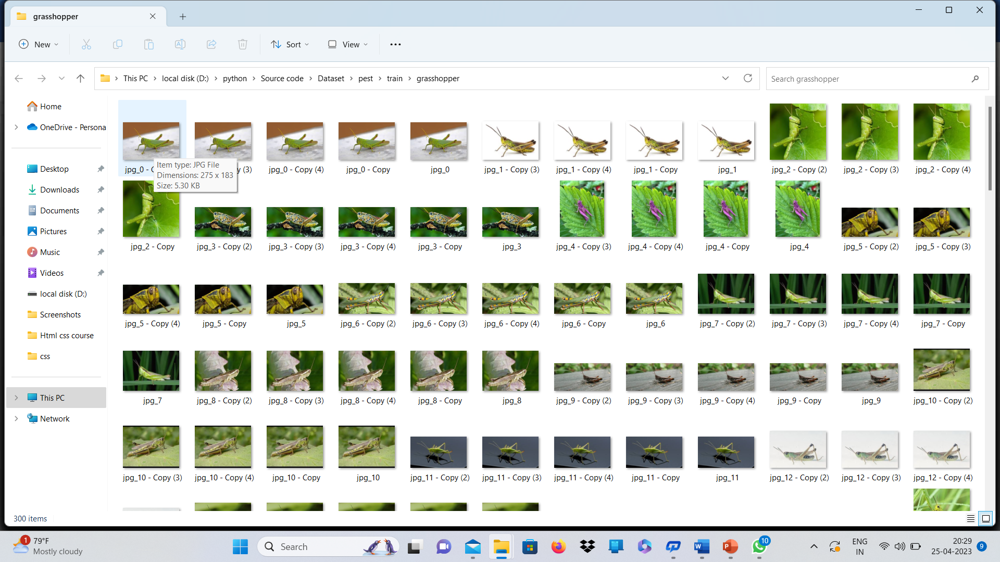 grasshopper
New
Sort
View
This PC
local disk (D:)
python
Source code
Dataset
pest
train
grasshopper
Search grasshopper
Home
OneDrive - Persona
Desktop
Downloads
Documents
Pictures
Music
Videos
local disk (D:)
Screenshots
Html css course
css
This PC
Network
jpg_0 - C
y (3)
jpg_0 - Copy (4)
jpg_0 - Copy
jpg_0
jpg_1 - Copy (3)
jpg_1 - Copy (4)
jpg_1 - Copy
jpg_1
jpg_2 - Copy (2)
jpg_2 - Copy (3)
jpg_2 - Copy (4)
Item type: JPG File
Dimensions: 275 x 183
Size: 5.30 KB
jpg_2 - Copy
jpg_3 - Copy (2)
jpg_3 - Copy (3)
jpg_3 - Copy (4)
jpg_3 - Copy
jpg_3
jpg_4 - Copy (3)
jpg_4 - Copy (4)
jpg_4 - Copy
jpg_4
jpg_5 - Copy (2)
jpg_5 - Copy (3)
jpg_5 - Copy (4)
jpg_5 - Copy
jpg_5
jpg_6 - Copy (2)
jpg_6 - Copy (3)
jpg_6 - Copy (4)
jpg_6 - Copy
jpg_6
jpg_7 - Copy (2)
jpg_7 - Copy (3)
jpg_7 - Copy (4)
jpg_7 - Copy
jpg_7
jpg_8 - Copy (2)
jpg_8 - Copy (3)
jpg_8 - Copy (4)
jpg_8 - Copy
jpg_8
jpg_9 - Copy (2)
jpg_9 - Copy (3)
jpg_9 - Copy (4)
jpg_9 - Copy
jpg_9
jpg_10 - Copy (2)
jpg_10 - Copy (3)
jpg_10 - Copy (4)
jpg_10 - Copy
jpg_10
jpg_11 - Copy (2)
jpg_11 - Copy (3)
jpg_11 - Copy (4)
jpg_11 - Copy
jpg_11
jpg_12 - Copy (2)
jpg_12 - Copy (3)
jpg_12 - Copy (4)
300 items
1
79°F
Mostly cloudy
Search
W
P
10
ENG
IN
20:29
25-04-2023
9